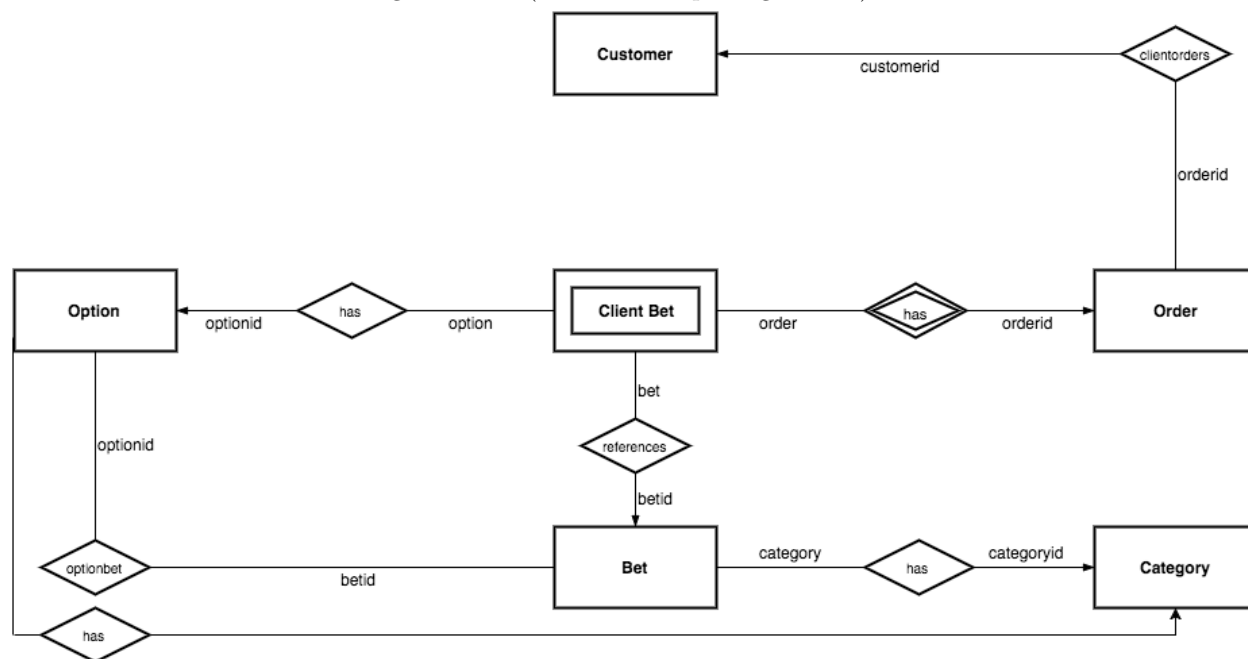 Customer
customerid
clientorders
orderid
Option
optionid
has
option
Client Bet
order
has
orderid
Order
bet
optionid
references
betid
optionbet
betid
Bet
category
has
categoryid
Category
has